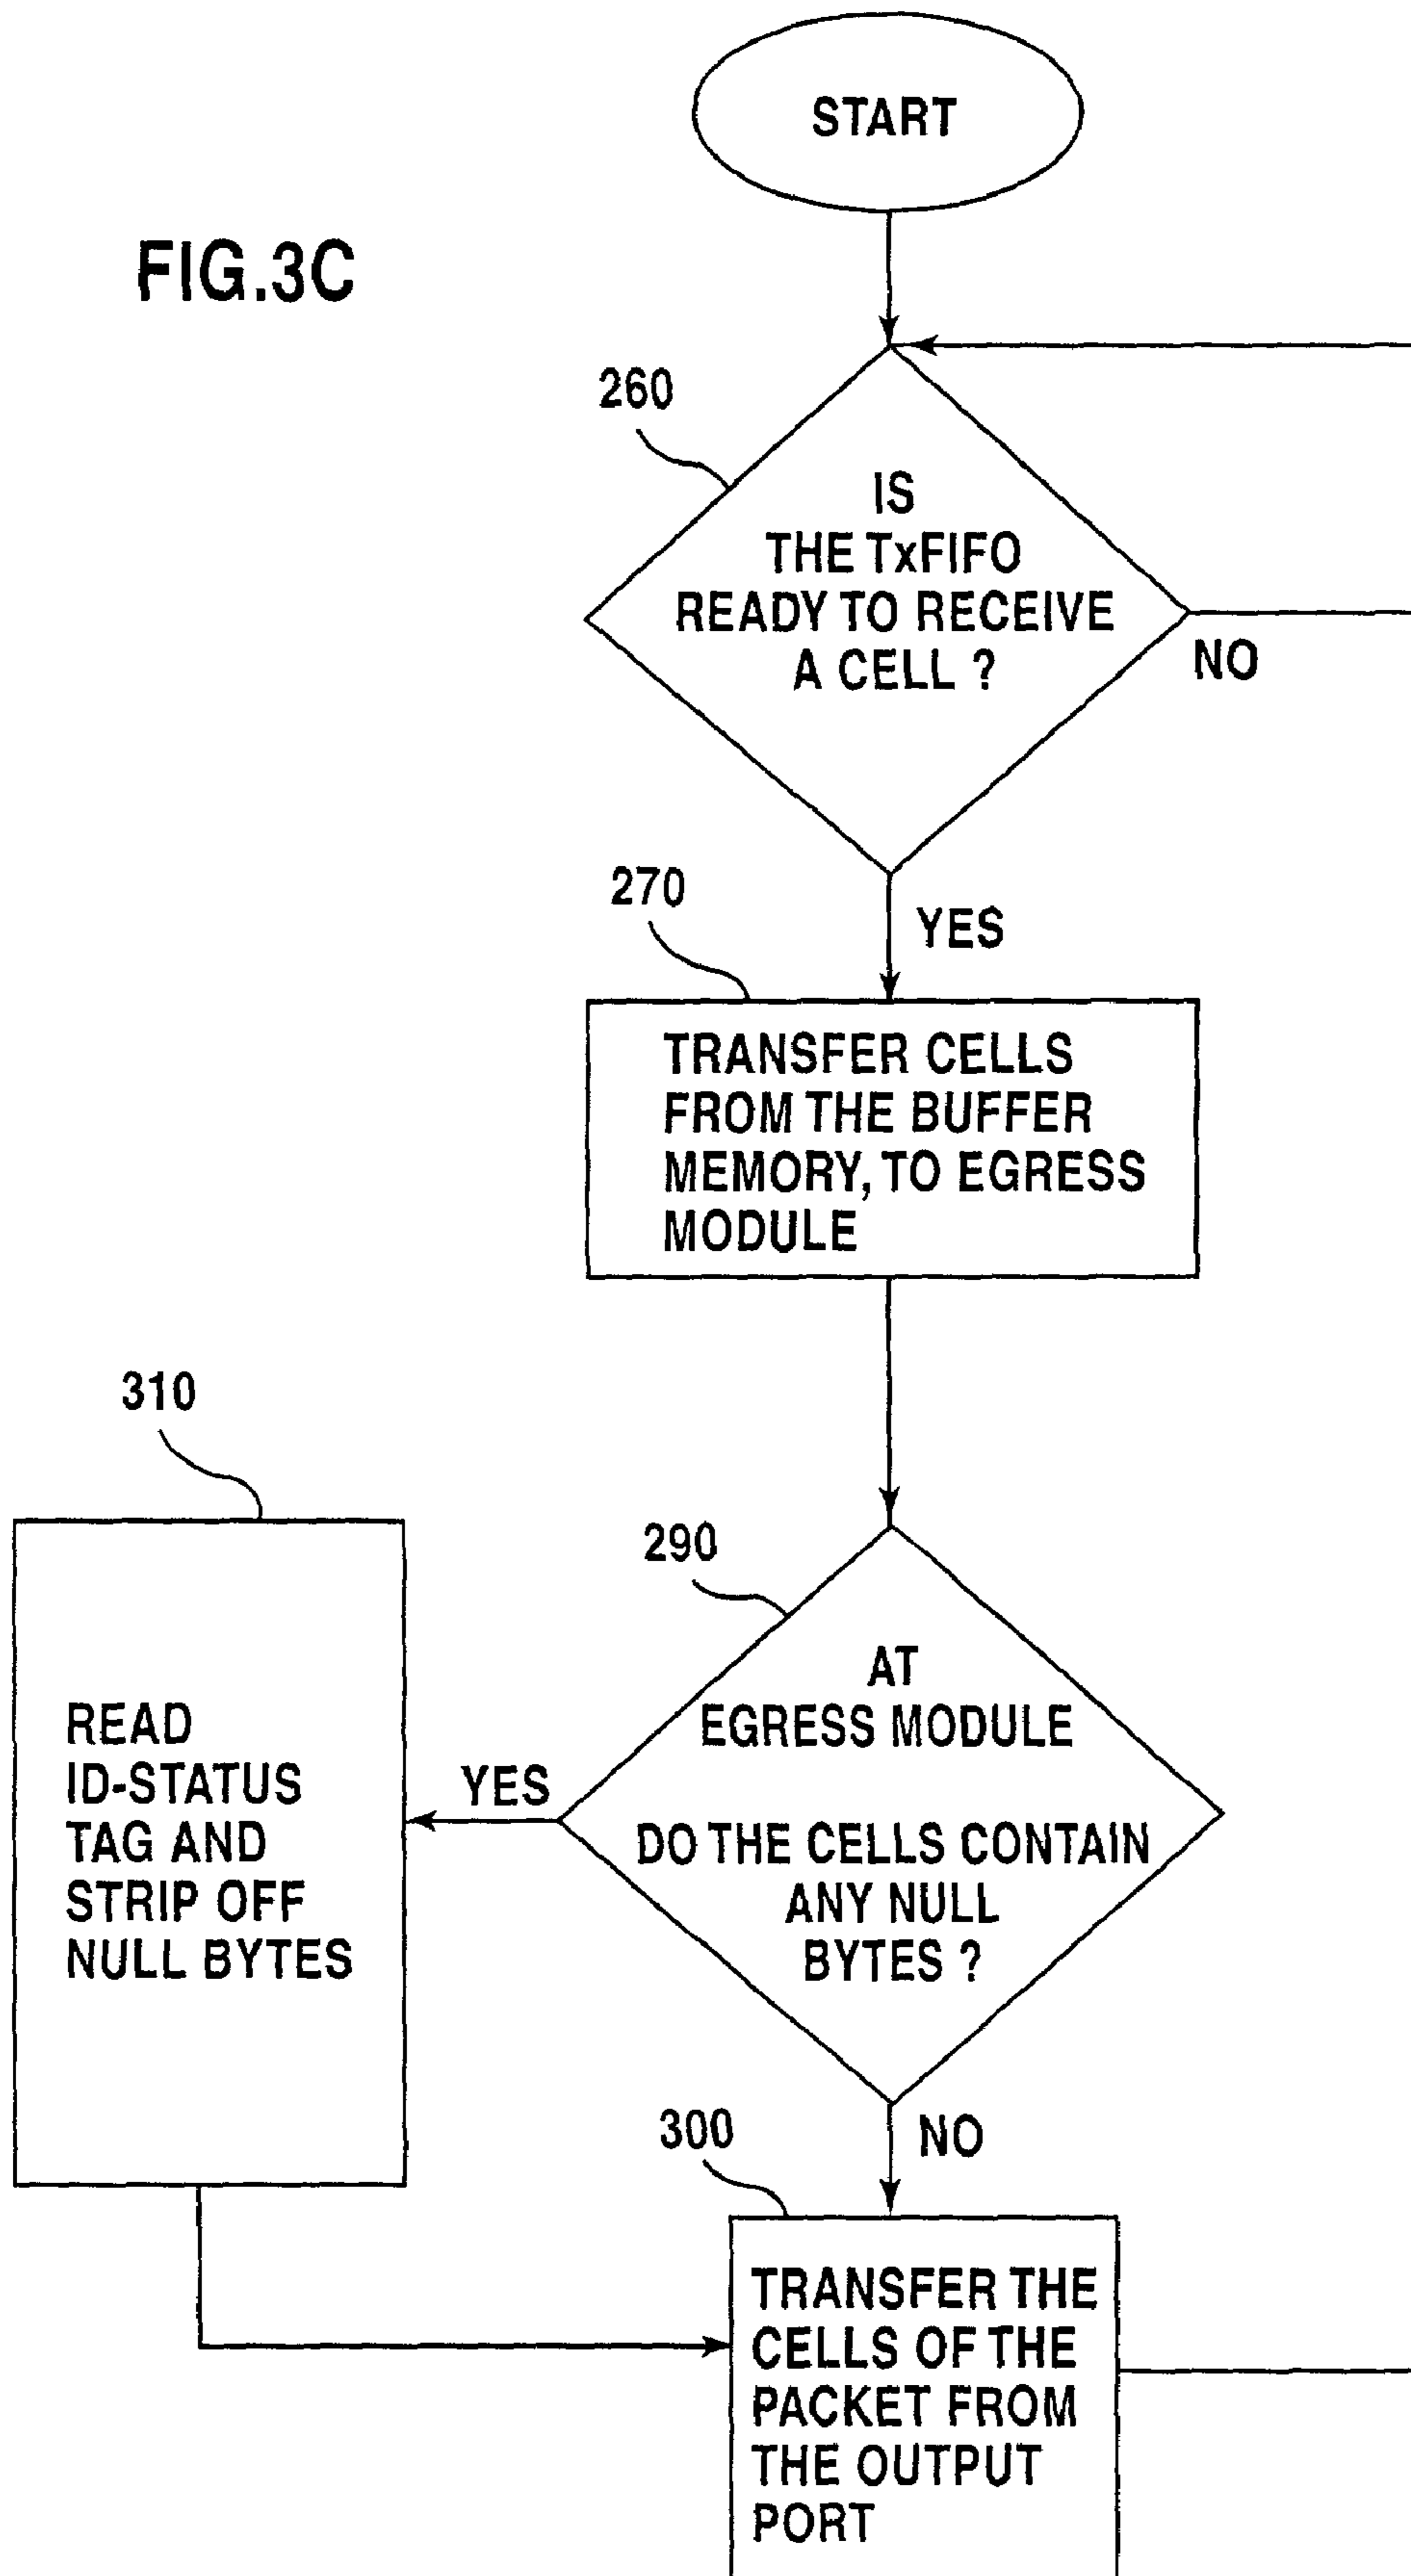 START
FIG.3C
260
IS
THE TxFIFO
READY TO RECEIVE
A CELL ?
NO
270
YES
TRANSFER CELLS
FROM THE BUFFER
MEMORY, TO EGRESS
MODULE
310
290
AT
EGRESS MODULE
DO THE CELLS CONTAIN
ANY NULL
BYTES ?
YES
READ
ID-STATUS
TAG AND
STRIP OFF
NULL BYTES
NO
300
TRANSFER THE
CELLS OF THE
PACKET FROM
THE OUTPUT
PORT